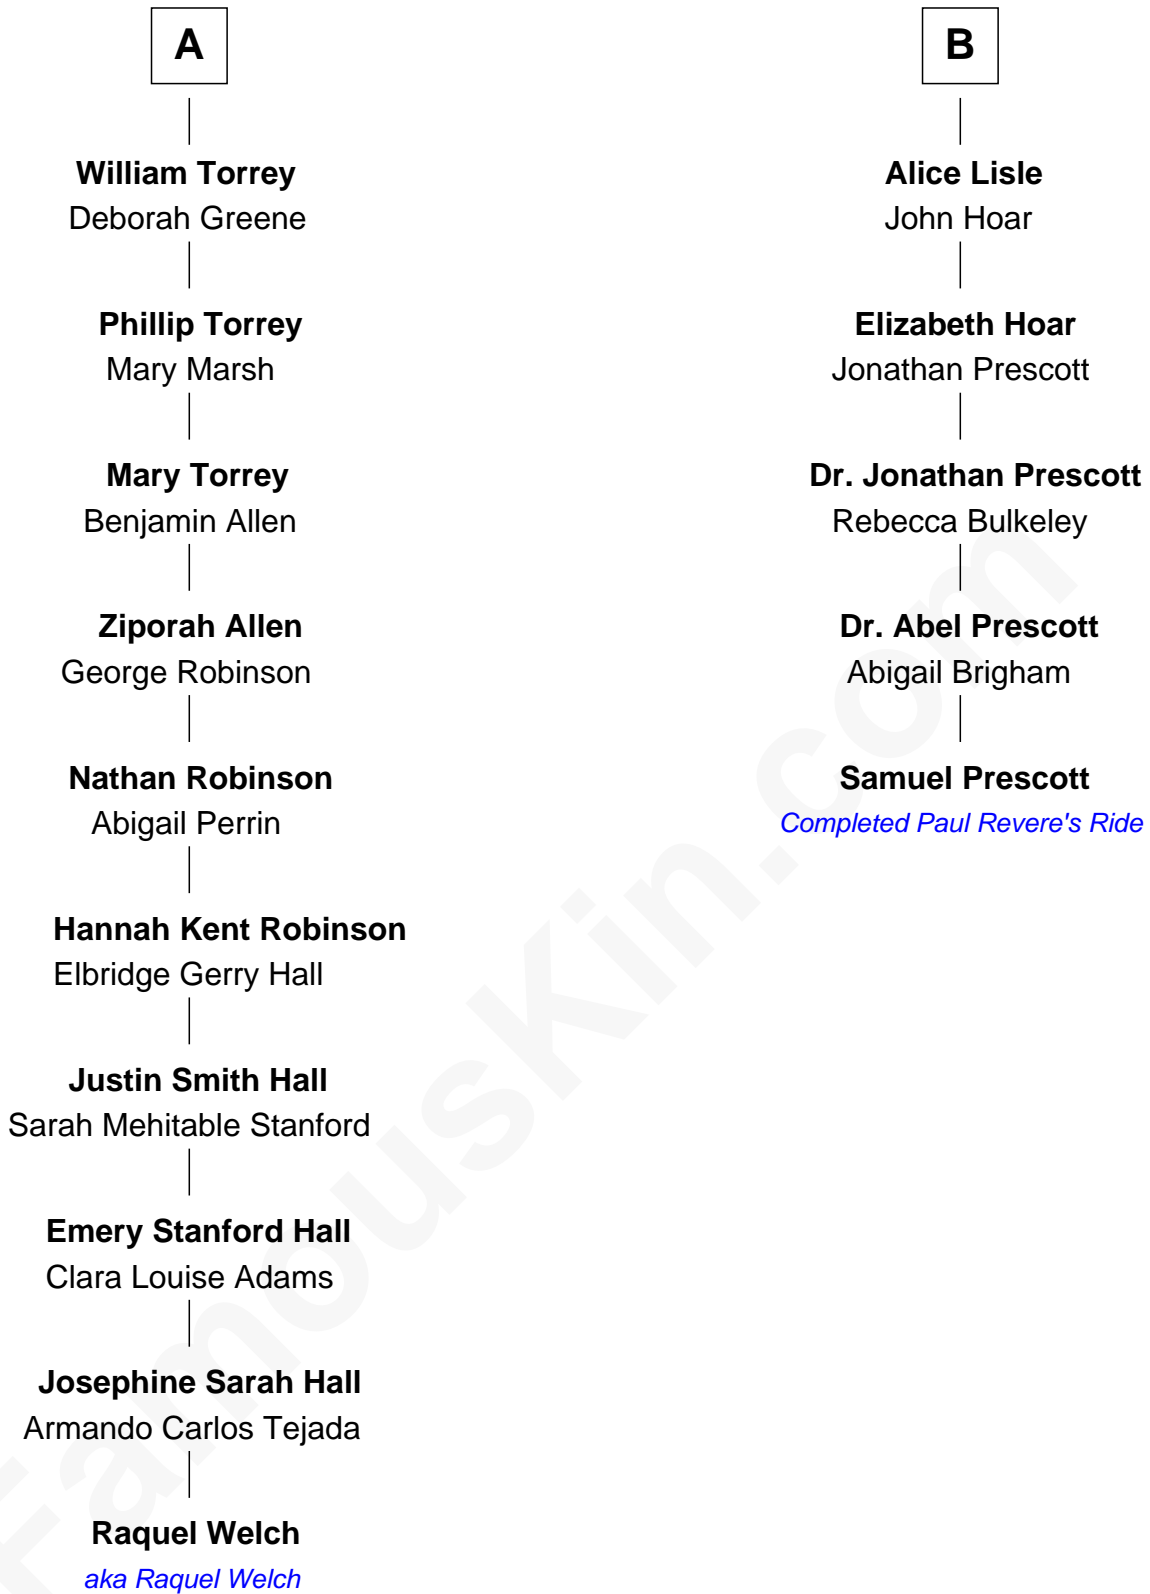 A
William Torrey
Deborah Greene
Phillip Torrey
Mary Marsh
Mary Torrey
Benjamin Allen
Ziporah Allen
George Robinson
Nathan Robinson
Abigail Perrin
Hannah Kent Robinson
Elbridge Gerry Hall
Justin Smith Hall
Sarah Mehitable Stanford
Emery Stanford Hall
Clara Louise Adams
Josephine Sarah Hall
Armando Carlos Tejada
Raquel Welch
aka Raquel Welch
B
Alice Lisle
John Hoar
Elizabeth Hoar
Jonathan Prescott
Dr. Jonathan Prescott
Rebecca Bulkeley
Dr. Abel Prescott
Abigail Brigham
Samuel Prescott
Completed Paul Revere's Ride
FamousKin.com